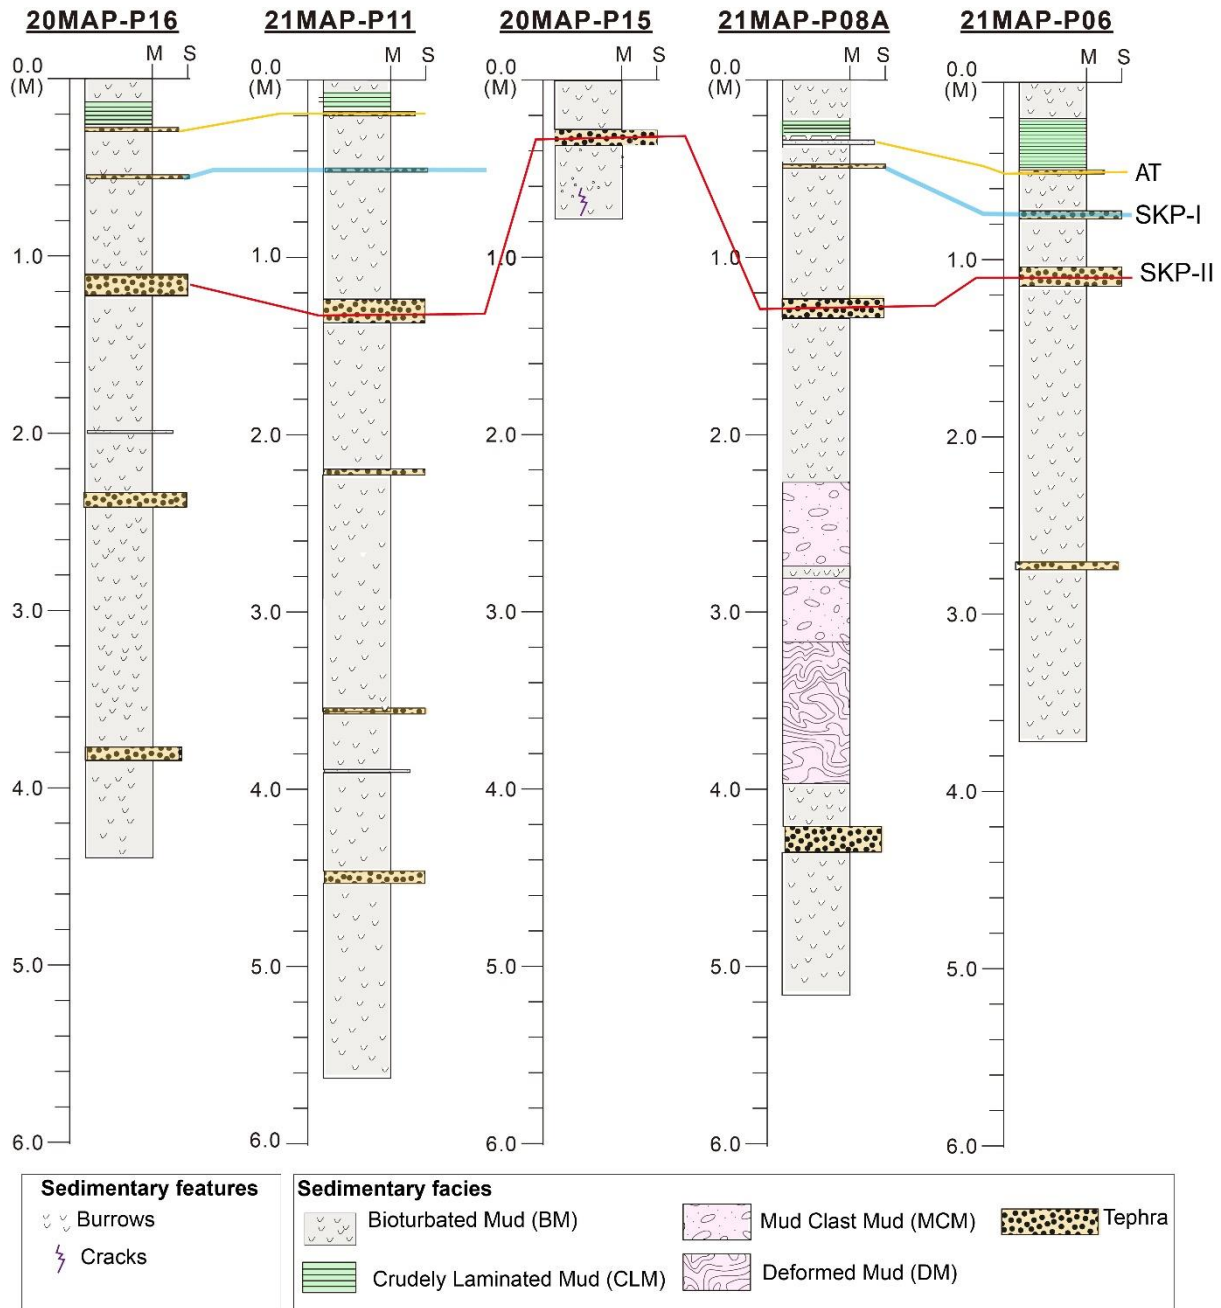 20MAP-P16 21MAP-P11 20MAP-P15 21MAP-P08A 21MAP-P06
M S M S M S M S M S
0.0 0.0 0.0 0.0 0.0
(M) (M) (M) (M) (M)
AT
SKP-I
1.0 1.0 1.0 1.0 1.0
SKP-II
2.0 2.0 2.0 2.0 2.0
3.0 3.0 3.0 3.0 3.0
4.0 4.0 4.0 4.0 4.0
5.0 5.0 5.0 5.0 5.0
6.0 6.0 6.0 6.0 6.0
Sedimentary features
Burrows
Cracks
Sedimentary facies
Bioturbated Mud (BM)
Crudely Laminated Mud (CLM)
Mud Clast Mud (MCM)
Deformed Mud (DM)
Tephra